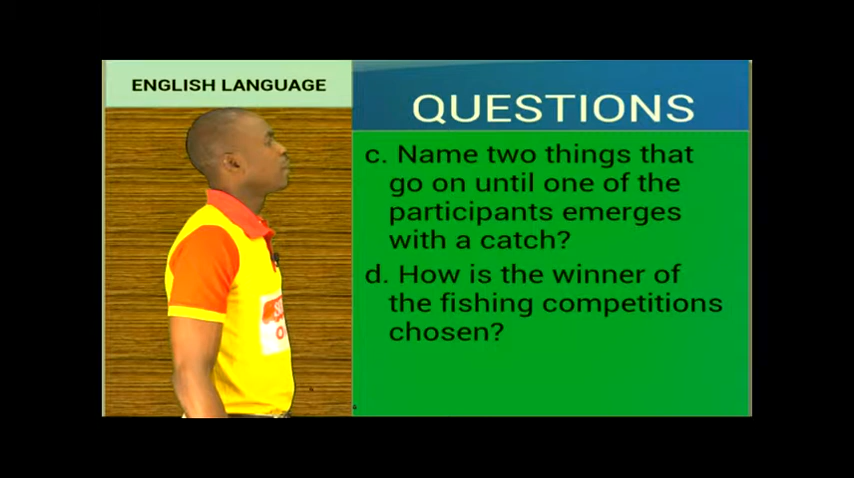 ENGLISH LANGUAGE
QUESTIONS
c. Name two things that
go on until one of the
participants emerges
with a catch?
d. How is the winner of
the fishing competitions
chosen?